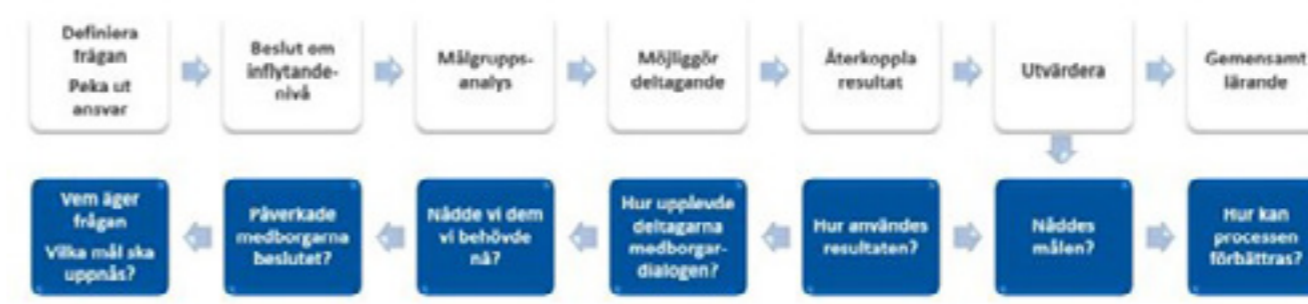 Definiera
frågan
Peka ut
ansvar
Beslut om
inflytande-
nivå
Målgrupps-
analys
Möjliggör
deltagande
Återkoppla
resultat
Utvärdera
Gemensamt
lärande
Vem äger
frågan
Vilka mål ska
uppnås?
Påverkade
medborgarna
beslutet?
Nådde vi dem
vi behövde
nå?
Hur upplevde
deltagarna
medborgar-
dialogen?
Hur användes
resultaten?
Nåddes
målen?
Hur kan
processen
förbättras?